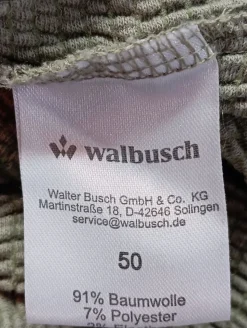 walbusch
Walter Busch GmbH & Co. KG
Martinstraße 18, D-42646 Solingen
service@walbusch.de
50
91% Baumwolle
7% Polyester